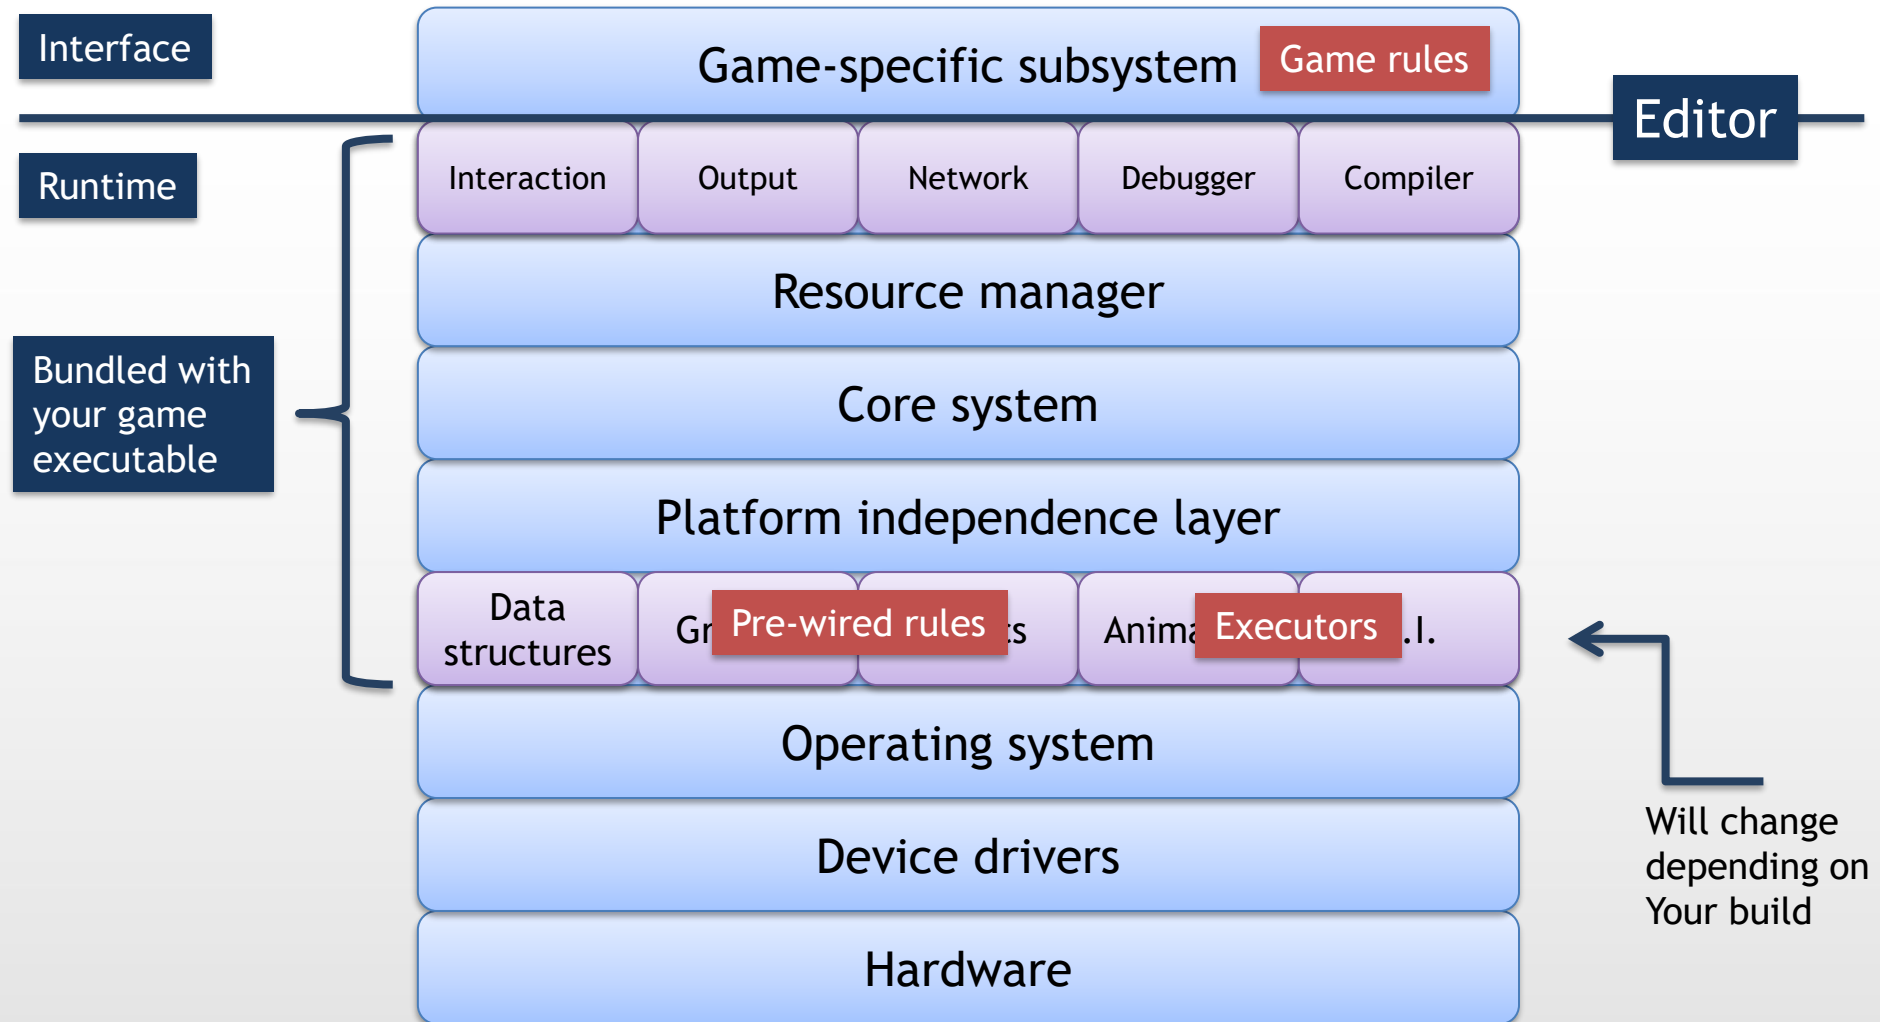 Interface
Game-specific subsystem
Game rules
Editor
Runtime
Interaction
Output
Network
Debugger
Compiler
Resource manager
Bundled with
your game
executable
Core system
Platform independence layer
Data
structures
Pre-wired rules
Executors
Operating system
Device drivers
Will change
depending on
Your build
Hardware